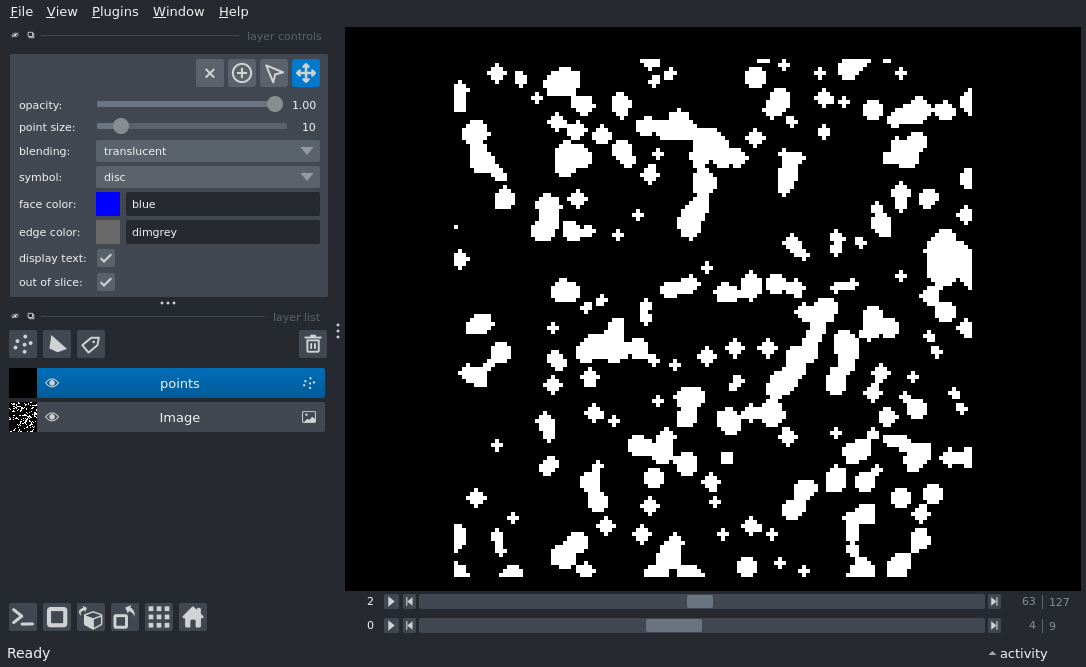 File View Plugins Window Help
layer controls
opacity: 1.00
point size: 10
blending: translucent
symbol: disc
face color: blue
edge color: dimgrey
display text:
out of slice:
layer list
points
Image
2 63 | 127
0 4 | 9
Ready activity